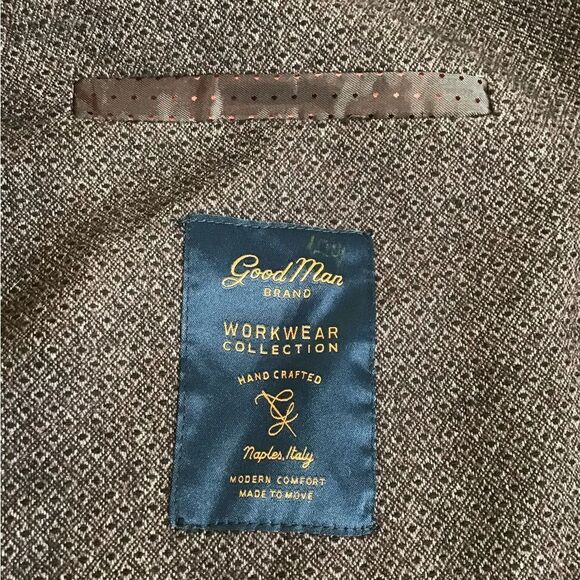 Good Man
BRAND
WORKWEAR
COLLECTION
HAND CRAFTED
Naples, Italy
MODERN COMFORT
MADE TO MOVE